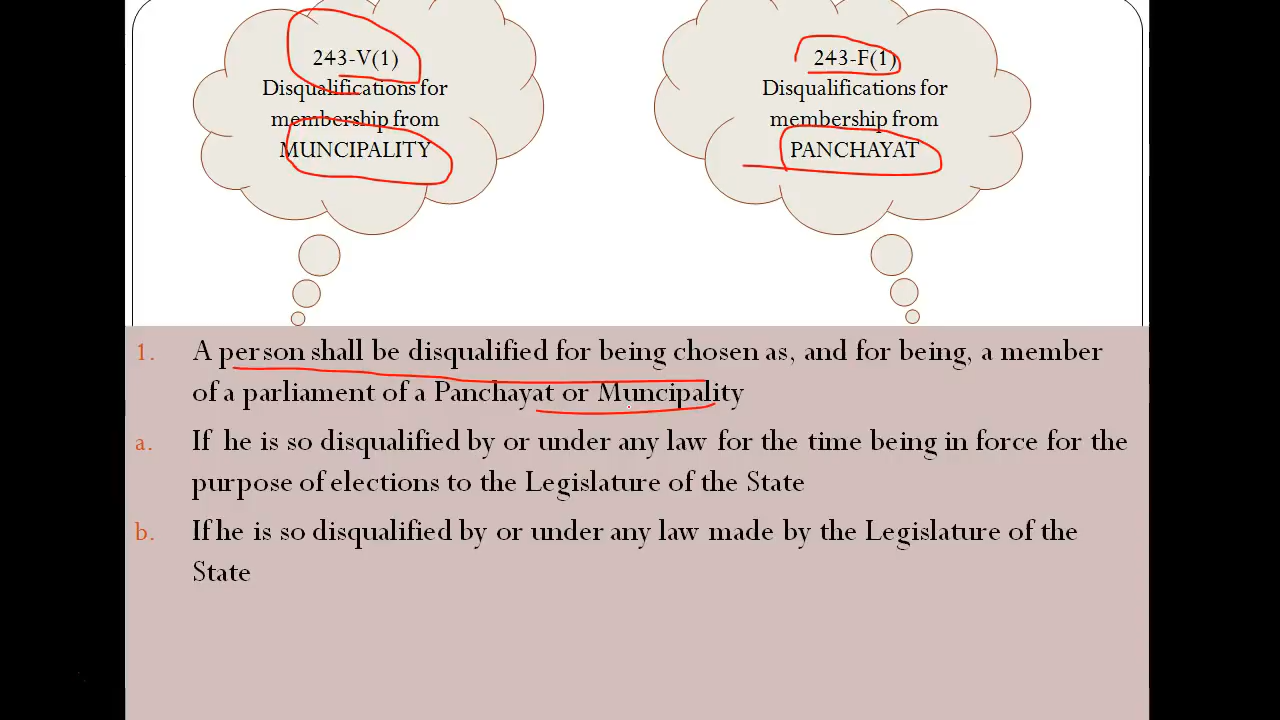 243-V(1)
Disqualifications for
membership from
MUNCIPALITY
243-F(1)
Disqualifications for
membership from
PANCHAYAT
1. A person shall be disqualified for being chosen as, and for being, a member
of a parliament of a Panchayat or Muncipality
a. If he is so disqualified by or under any law for the time being in force for the
purpose of elections to the Legislature of the State
b. If he is so disqualified by or under any law made by the Legislature of the
State